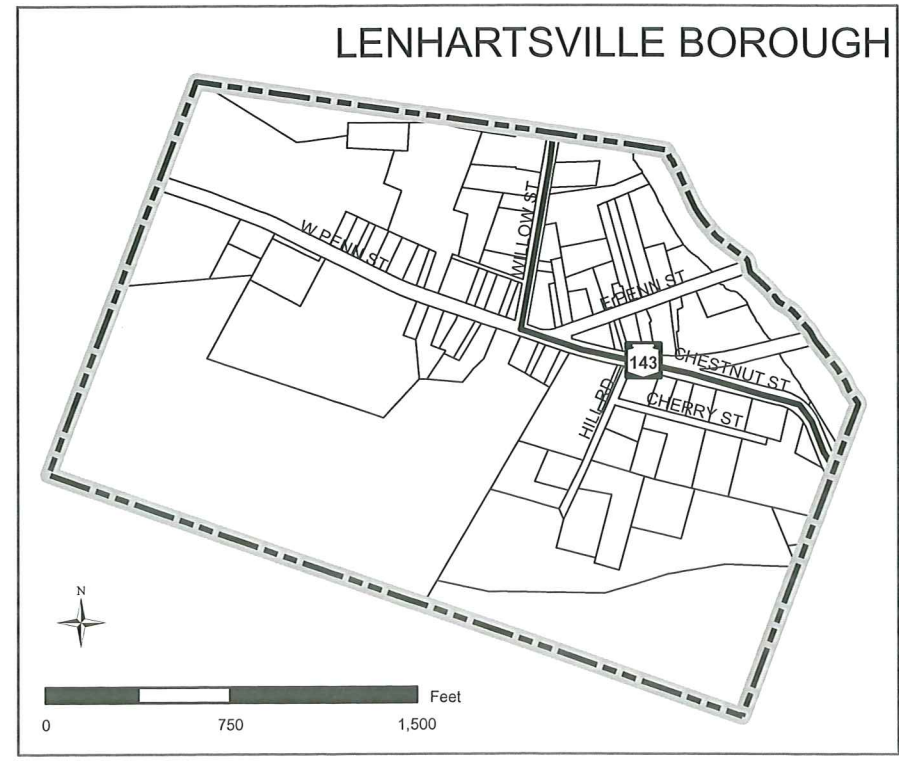 LENHARTSVILLE BOROUGH
WILLOW ST
W PENN ST
E PENN ST
143
CHESTNUT ST
HILL RD
CHERRY ST
N
Feet
0 750 1,500